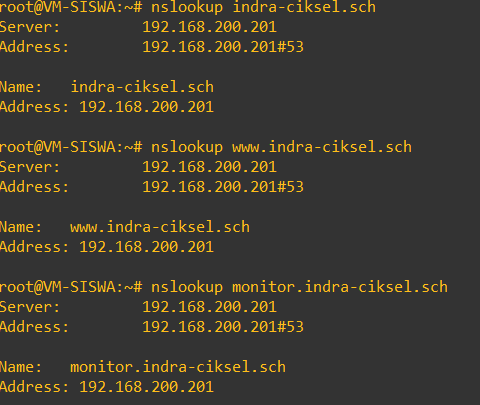 root@VM-SISWA:~# nslookup indra-ciksel.sch
Server:         192.168.200.201
Address:        192.168.200.201#53

Name:   indra-ciksel.sch
Address: 192.168.200.201

root@VM-SISWA:~# nslookup www.indra-ciksel.sch
Server:         192.168.200.201
Address:        192.168.200.201#53

Name:   www.indra-ciksel.sch
Address: 192.168.200.201

root@VM-SISWA:~# nslookup monitor.indra-ciksel.sch
Server:         192.168.200.201
Address:        192.168.200.201#53

Name:   monitor.indra-ciksel.sch
Address: 192.168.200.201